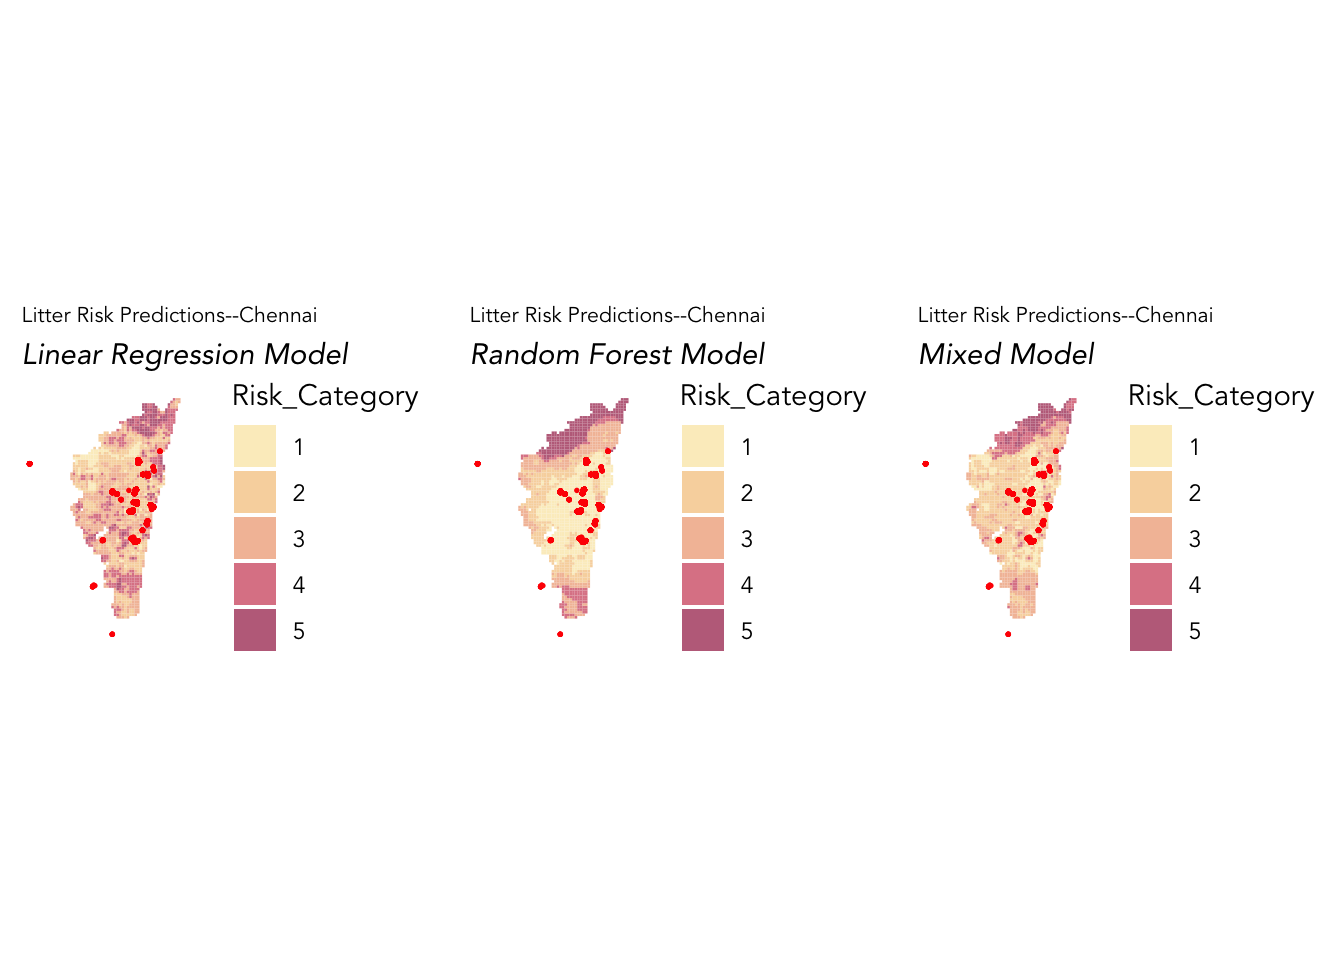 Litter Risk Predictions--Chennai
Linear Regression Model
Risk_Category
1
2
3
4
5
Litter Risk Predictions--Chennai
Random Forest Model
Risk_Category
1
2
3
4
5
Litter Risk Predictions--Chennai
Mixed Model
Risk_Category
1
2
3
4
5